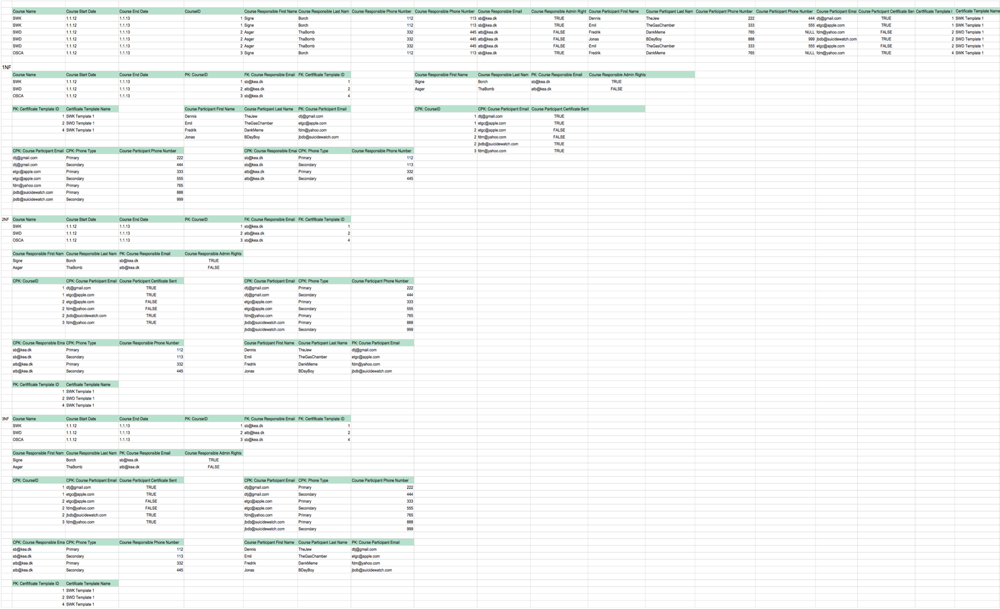 Course Name Course Start Date Course End Date CourseID Course Responsible First Name Course Responsible Last Nam Course Responsible Phone Number Course Responsible Phone Number Course Responsible Email Course Responsible Admin Right Course Participant First Name Course Particpant Last Nam Course Participant Phone Number Course Participant Phone Number Course Participant Emai Course Participant Certificate Sen Certfificate Template I Certificate Template Name
SWK 1.1.12 1.1.13 1 Signe Borch 112 113 sb@kea.dk TRUE Dennis TheJew 222 444 dtj@gmail.com TRUE 1 SWK Template 1
SWK 1.1.12 1.1.13 1 Signe Borch 112 113 sb@kea.dk TRUE Emil TheGasChamber 333 555 etgc@apple.com TRUE 1 SWK Template 1
SWD 1.1.12 1.1.13 2 Asger ThaBomb 332 445 atb@kea.dk FALSE Fredrik DankMeme 765 NULL fdm@yahoo.com FALSE 2 SWD Template 1
SWD 1.1.12 1.1.13 2 Asger ThaBomb 332 445 atb@kea.dk FALSE Jonas BDayBoy 888 999 jbdb@suicidewatch.com TRUE 2 SWD Template 1
SWD 1.1.12 1.1.13 2 Asger ThaBomb 332 445 atb@kea.dk FALSE Emil TheGasChamber 333 555 etgc@apple.com FALSE 2 SWD Template 1
OSCA 1.1.12 1.1.13 3 Signe Borch 112 113 sb@kea.dk TRUE Fredrik DankMeme 765 NULL fdm@yahoo.com TRUE 4 SWK Template 1
1NF
Course Name Course Start Date Course End Date PK: CourseID FK: Course Responsible Email FK: Certfificate Template ID Course Responsible First Name Course Responsible Last Nam PK: Course Responsible Email Course Responsible Admin Rights
SWK 1.1.12 1.1.13 1 sb@kea.dk 1 Signe Borch sb@kea.dk TRUE
SWD 1.1.12 1.1.13 2 atb@kea.dk 2 Asger ThaBomb atb@kea.dk FALSE
OSCA 1.1.12 1.1.13 3 sb@kea.dk 4
PK: Certfificate Template ID Certificate Template Name Course Participant First Name Course Particpant Last Name PK: Course Participant Email CPK: CourseID CPK: Course Participant Email Course Participant Certificate Sent
1 SWK Template 1 Dennis TheJew dtj@gmail.com 1 dtj@gmail.com TRUE
2 SWD Template 1 Emil TheGasChamber etgc@apple.com 1 etgc@apple.com TRUE
4 SWK Template 1 Fredrik DankMeme fdm@yahoo.com 2 etgc@apple.com FALSE
Jonas BDayBoy jbdb@suicidewatch.com 2 fdm@yahoo.com FALSE
2 jbdb@suicidewatch.com TRUE
CPK: Course Participant Email CPK: Phone Type Course Participant Phone Number CPK: Course Responsible Emai CPK: Phone Type Course Responsible Phone Number 3 fdm@yahoo.com TRUE
dtj@gmail.com Primary 222 sb@kea.dk Primary 112
dtj@gmail.com Secondary 444 sb@kea.dk Secondary 113
etgc@apple.com Primary 333 atb@kea.dk Primary 332
etgc@apple.com Secondary 555 atb@kea.dk Secondary 445
fdm@yahoo.com Primary 765
jbdb@suicidewatch.com Primary 888
jbdb@suicidewatch.com Secondary 999
2NF Course Name Course Start Date Course End Date PK: CourseID FK: Course Responsible Email FK: Certfificate Template ID
SWK 1.1.12 1.1.13 1 sb@kea.dk 1
SWD 1.1.12 1.1.13 2 atb@kea.dk 2
OSCA 1.1.12 1.1.13 3 sb@kea.dk 4
Course Responsible First Nam Course Responsible Last Nam PK: Course Responsible Email Course Responsible Admin Rights
Signe Borch sb@kea.dk TRUE
Asger ThaBomb atb@kea.dk FALSE
CPK: CourseID CPK: Course Participant Email Course Participant Certificate Sent CPK: Course Participant Email CPK: Phone Type Course Participant Phone Number
1 dtj@gmail.com TRUE dtj@gmail.com Primary 222
1 etgc@apple.com TRUE dtj@gmail.com Secondary 444
2 etgc@apple.com FALSE etgc@apple.com Primary 333
2 fdm@yahoo.com FALSE etgc@apple.com Secondary 555
2 jbdb@suicidewatch.com TRUE fdm@yahoo.com Primary 765
3 fdm@yahoo.com TRUE jbdb@suicidewatch.com Primary 888
jbdb@suicidewatch.com Secondary 999
CPK: Course Responsible Ema CPK: Phone Type Course Responsible Phone Number Course Participant First Name Course Particpant Last Name PK: Course Participant Email
sb@kea.dk Primary 112 Dennis TheJew dtj@gmail.com
sb@kea.dk Secondary 113 Emil TheGasChamber etgc@apple.com
atb@kea.dk Primary 332 Fredrik DankMeme fdm@yahoo.com
atb@kea.dk Secondary 445 Jonas BDayBoy jbdb@suicidewatch.com
PK: Certfificate Template ID Certificate Template Name
1 SWK Template 1
2 SWD Template 1
4 SWK Template 1
3NF Course Name Course Start Date Course End Date PK: CourseID FK: Course Responsible Email FK: Certfificate Template ID
SWK 1.1.12 1.1.13 1 sb@kea.dk 1
SWD 1.1.12 1.1.13 2 atb@kea.dk 2
OSCA 1.1.12 1.1.13 3 sb@kea.dk 4
Course Responsible First Nam Course Responsible Last Nam PK: Course Responsible Email Course Responsible Admin Rights
Signe Borch sb@kea.dk TRUE
Asger ThaBomb atb@kea.dk FALSE
CPK: CourseID CPK: Course Participant Email Course Participant Certificate Sent CPK: Course Participant Email CPK: Phone Type Course Participant Phone Number
1 dtj@gmail.com TRUE dtj@gmail.com Primary 222
1 etgc@apple.com TRUE dtj@gmail.com Secondary 444
2 etgc@apple.com FALSE etgc@apple.com Primary 333
2 fdm@yahoo.com FALSE etgc@apple.com Secondary 555
2 jbdb@suicidewatch.com TRUE fdm@yahoo.com Primary 765
3 fdm@yahoo.com TRUE jbdb@suicidewatch.com Primary 888
jbdb@suicidewatch.com Secondary 999
CPK: Course Responsible Ema CPK: Phone Type Course Responsible Phone Number Course Participant First Name Course Particpant Last Name PK: Course Participant Email
sb@kea.dk Primary 112 Dennis TheJew dtj@gmail.com
sb@kea.dk Secondary 113 Emil TheGasChamber etgc@apple.com
atb@kea.dk Primary 332 Fredrik DankMeme fdm@yahoo.com
atb@kea.dk Secondary 445 Jonas BDayBoy jbdb@suicidewatch.com
PK: Certfificate Template ID Certificate Template Name
1 SWK Template 1
2 SWD Template 1
4 SWK Template 1